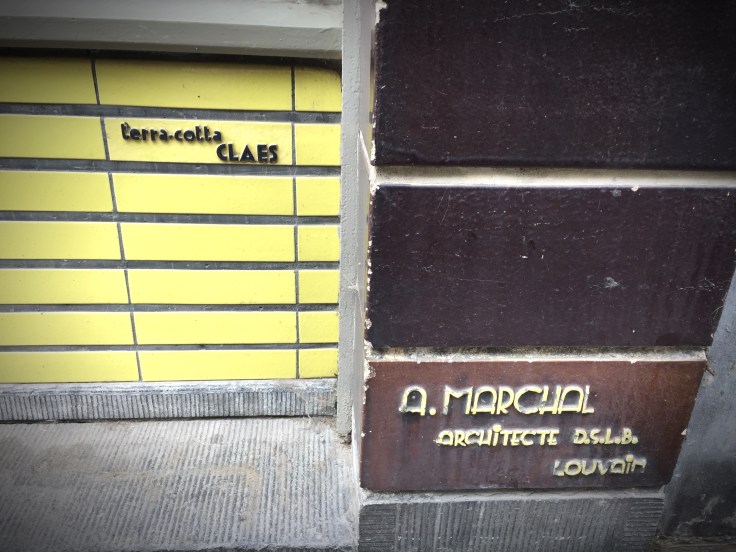 terra-cotta
CLAES
A. MARCHAL
ARCHITECTE D.S.L.B.
LOUVAIN